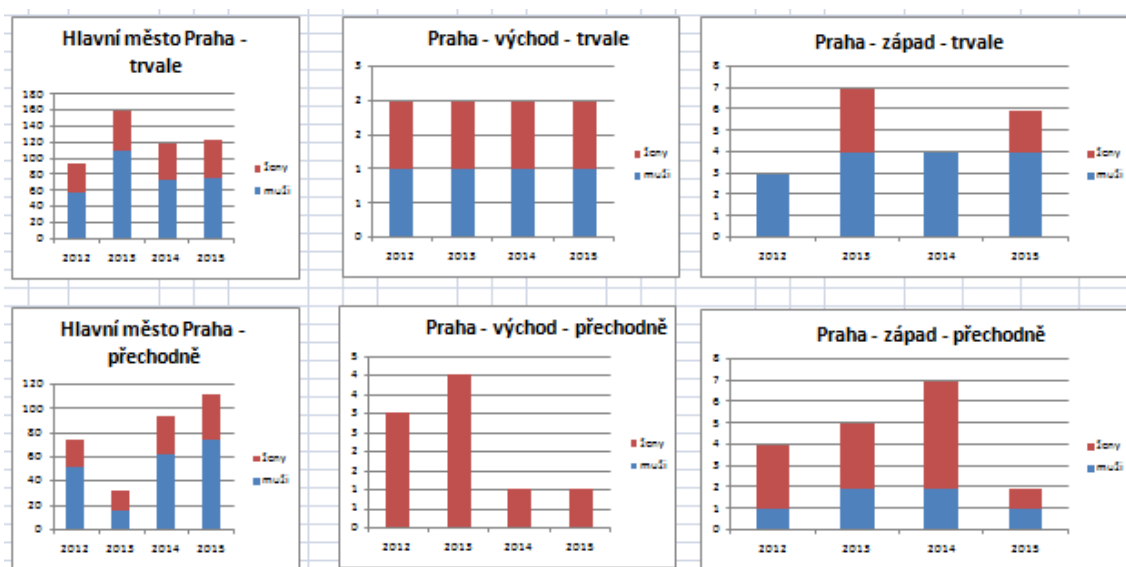 Hlavní město Praha -
trvale
180
160
140
120
100
80
60
40
20
0
2012 2013 2014 2015
ženy
muži
Praha - východ - trvale
3
2
2
1
1
0
2012 2013 2014 2015
ženy
muži
Praha - západ - trvale
8
7
6
5
4
3
2
1
0
2012 2013 2014 2015
ženy
muži
Hlavní město Praha -
přechodně
120
100
80
60
40
20
0
2012 2013 2014 2015
ženy
muži
Praha - východ - přechodně
5
4
4
3
3
2
2
1
1
0
2012 2013 2014 2015
ženy
muži
Praha - západ - přechodně
8
7
6
5
4
3
2
1
0
2012 2013 2014 2015
ženy
muži